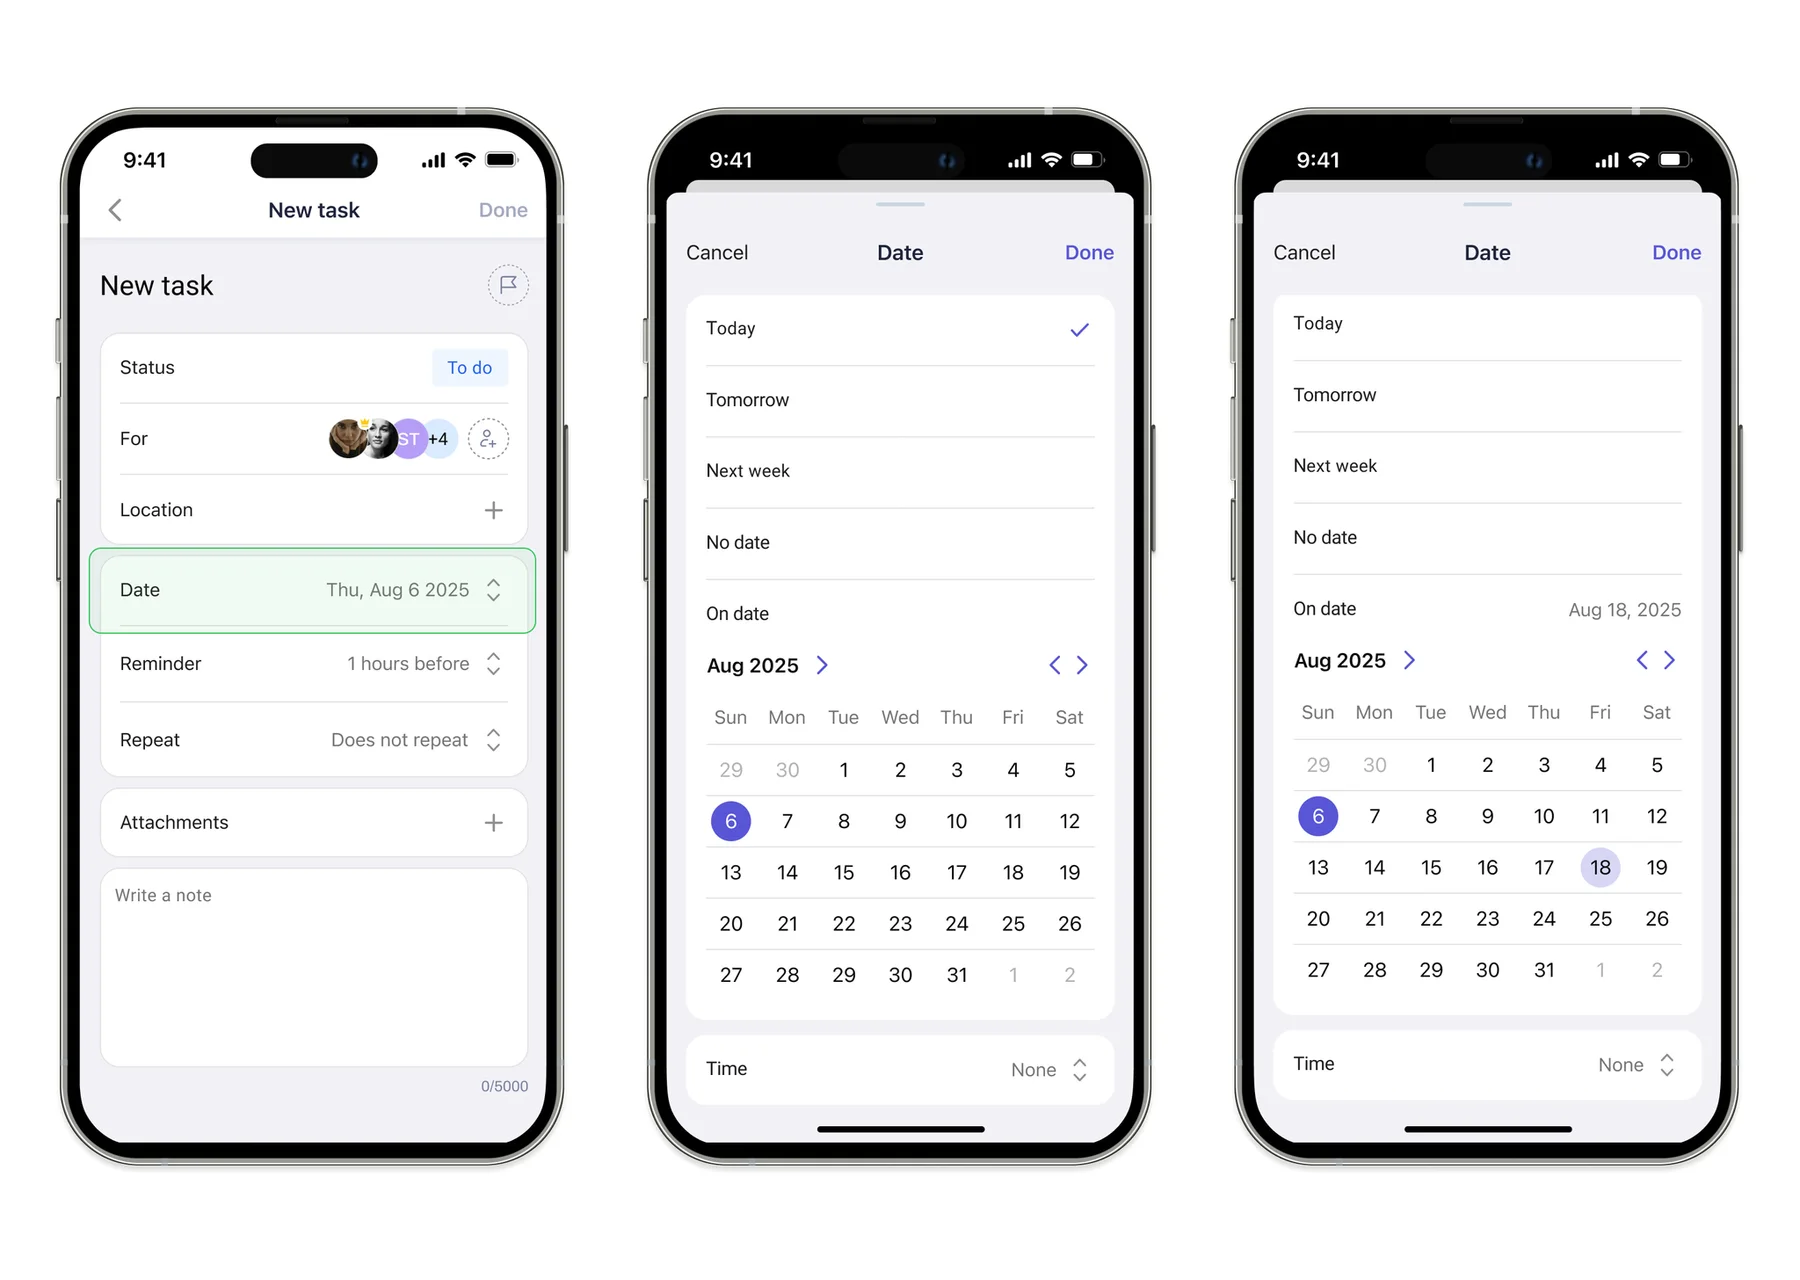 9:41
New task
Done
New task
Status
To do
For
ST
+4
Location
Date
Thu, Aug 6 2025
Reminder
1 hours before
Repeat
Does not repeat
Attachments
Write a note
0/5000
9:41
Cancel
Date
Done
Today
Tomorrow
Next week
No date
On date
Aug 2025
Sun Mon Tue Wed Thu Fri Sat
29 30 1 2 3 4 5
6 7 8 9 10 11 12
13 14 15 16 17 18 19
20 21 22 23 24 25 26
27 28 29 30 31 1 2
Time
None
9:41
Cancel
Date
Done
Today
Tomorrow
Next week
No date
On date
Aug 18, 2025
Aug 2025
Sun Mon Tue Wed Thu Fri Sat
29 30 1 2 3 4 5
6 7 8 9 10 11 12
13 14 15 16 17 18 19
20 21 22 23 24 25 26
27 28 29 30 31 1 2
Time
None